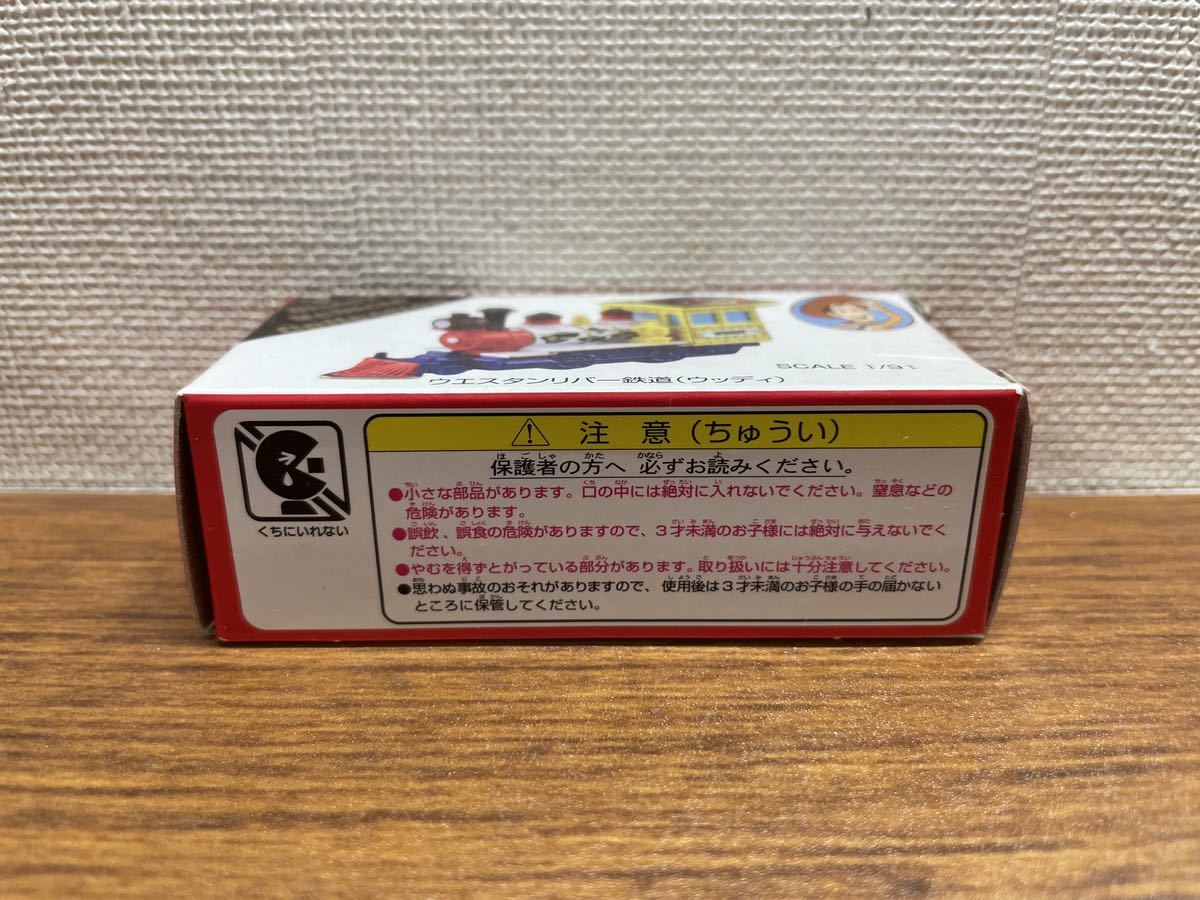 ウエスタンリバー鉄道(ウッディ)
SCALE 1/91
くちにいれない
注 意 (ちゅうい)
保護者の方へ 必ずお読みください。
●小さな部品があります。口の中には絶対に入れないでください。窒息などの
危険があります。
●誤飲、誤食の危険がありますので、3才未満のお子様には絶対に与えないでく
ださい。
●やむを得ずとがっている部分があります。取り扱いには十分注意してください。
●思わぬ事故のおそれがありますので、使用後は3才未満のお子様の手の届かない
ところに保管してください。